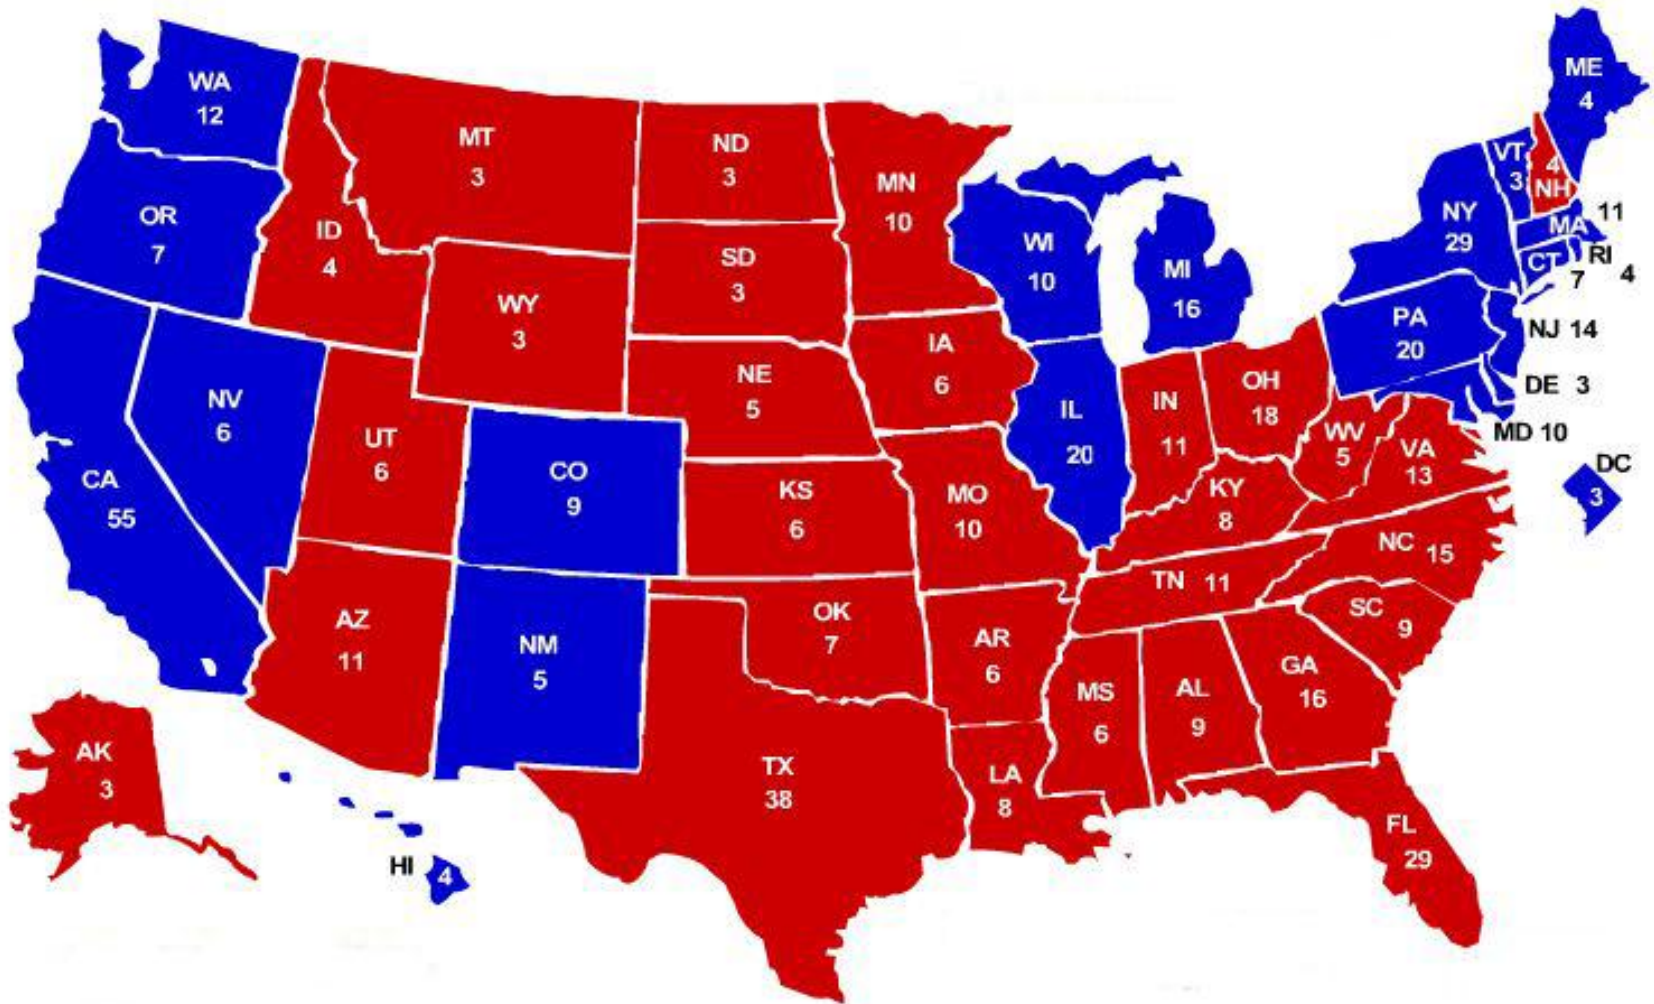 WA
12
OR
7
CA
55
NV
6
ID
4
MT
3
WY
3
UT
6
AZ
11
CO
9
NM
5
ND
3
SD
3
NE
5
KS
6
OK
7
TX
38
MN
10
IA
6
MO
10
AR
6
LA
8
WI
10
IL
20
MI
16
IN
11
OH
18
KY
8
TN 11
MS
6
AL
9
GA
16
FL
29
SC
9
NC 15
VA
13
WV
5
PA
20
NY
29
VT
3
4
NH
ME
4
11
MA
RI
4
CT
7
NJ 14
DE 3
MD 10
DC
3
AK
3
HI
4